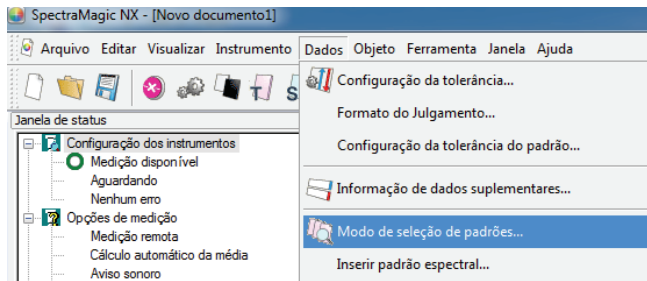 SpectraMagic NX - [Novo documento1]
Arquivo Editar Visualizar Instrumento Dados Objeto Ferramenta Janela Ajuda
Janela de status
Configuração dos instrumentos
Medição disponível
Aguardando
Nenhum erro
Opções de medição
Medição remota
Cálculo automático da média
Aviso sonoro
Configuração da tolerância...
Formato do Julgamento...
Configuração da tolerância do padrão...
Informação de dados suplementares...
Modo de seleção de padrões...
Inserir padrão espectral...